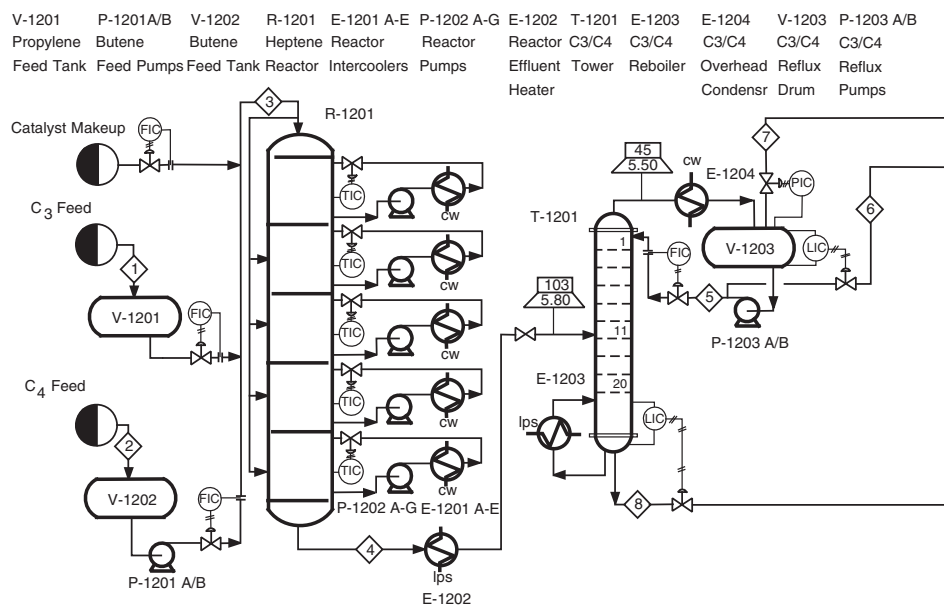 V-1201 P-1201A/B V-1202 R-1201 E-1201 A-E P-1202 A-G E-1202 T-1201 E-1203 E-1204 V-1203 P-1203 A/B
Propylene Butene Butene Heptene Reactor Reactor Reactor C3/C4 C3/C4 C3/C4 C3/C4 C3/C4
Feed Tank Feed Pumps Feed Tank Reactor Intercoolers Pumps Effluent Tower Reboiler Overhead Reflux Reflux
Heater Condensr Drum Pumps
3
R-1201
Catalyst Makeup
FIC
TIC
cw
C3 Feed
1
V-1201
FIC
TIC
cw
TIC
cw
C4 Feed
2
V-1202
FIC
P-1201 A/B
TIC
cw
TIC
cw
P-1202 A-G E-1201 A-E
4
lps
E-1202
45
5.50
cw
E-1204
7
PIC
6
T-1201
1
FIC
V-1203
LIC
5
P-1203 A/B
103
5.80
11
E-1203
20
lps
LIC
8